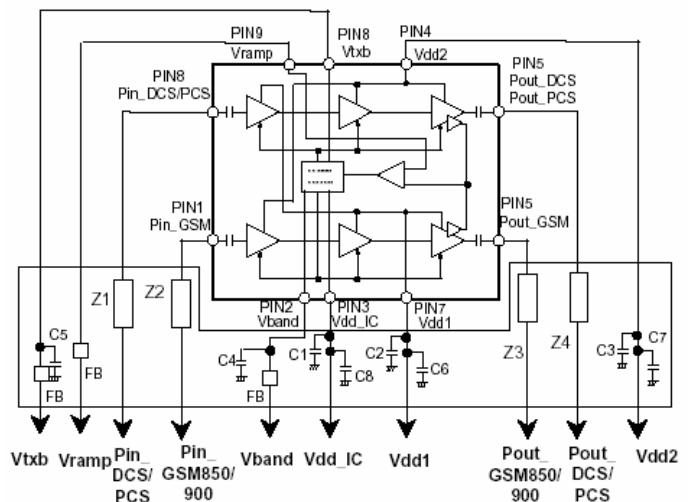 PIN9
Vramp
PIN8
Vtxb
PIN4
Vdd2
PIN8
Pin_DCS/PCS
PIN5
Pout_DCS
Pout_PCS
PIN1
Pin_GSM
PIN5
Pout_GSM
PIN2
Vband
PIN3
Vdd_IC
PIN7
Vdd1
Z1
Z2
Z3
Z4
C5
C4
C1
C8
C2
C6
C3
C7
FB
FB
FB
Vtxb
Vramp
Pin_
DCS/
PCS
Pin_
GSM850/
900
Vband
Vdd_IC
Vdd1
Pout_
GSM850/
900
Pout_
DCS/
PCS
Vdd2